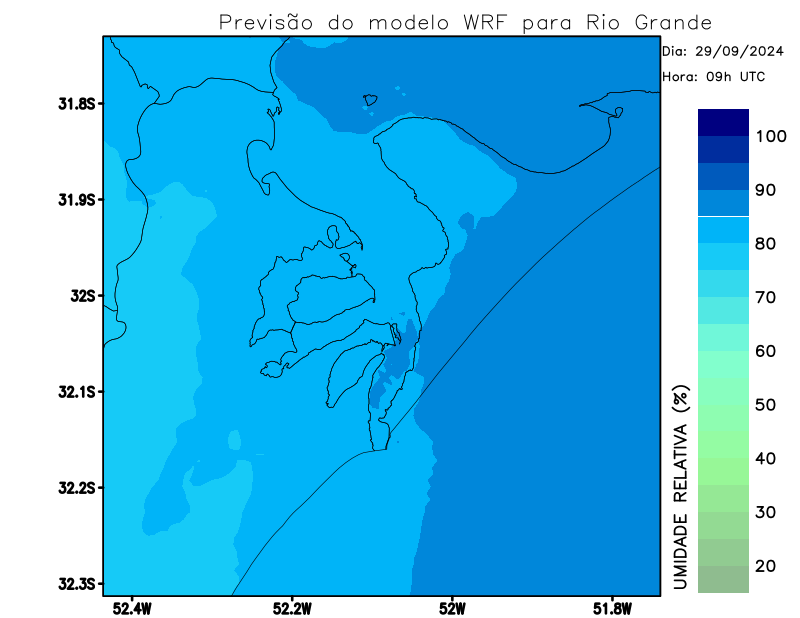 Previsão do modelo WRF para Rio Grande
Dia: 29/09/2024
Hora: 09h UTC
31.8S
31.9S
32S
32.1S
32.2S
32.3S
52.4W
52.2W
52W
51.8W
UMIDADE RELATIVA (%)
100
90
80
70
60
50
40
30
20